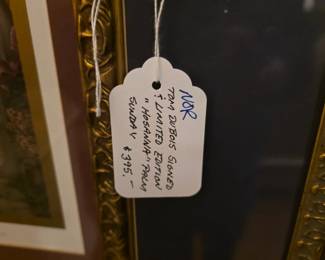 NOR
TOM DUBOIS SIGNED
& LIMITED EDITION
"HOSANNA" PALM
SUNDAY $395.-